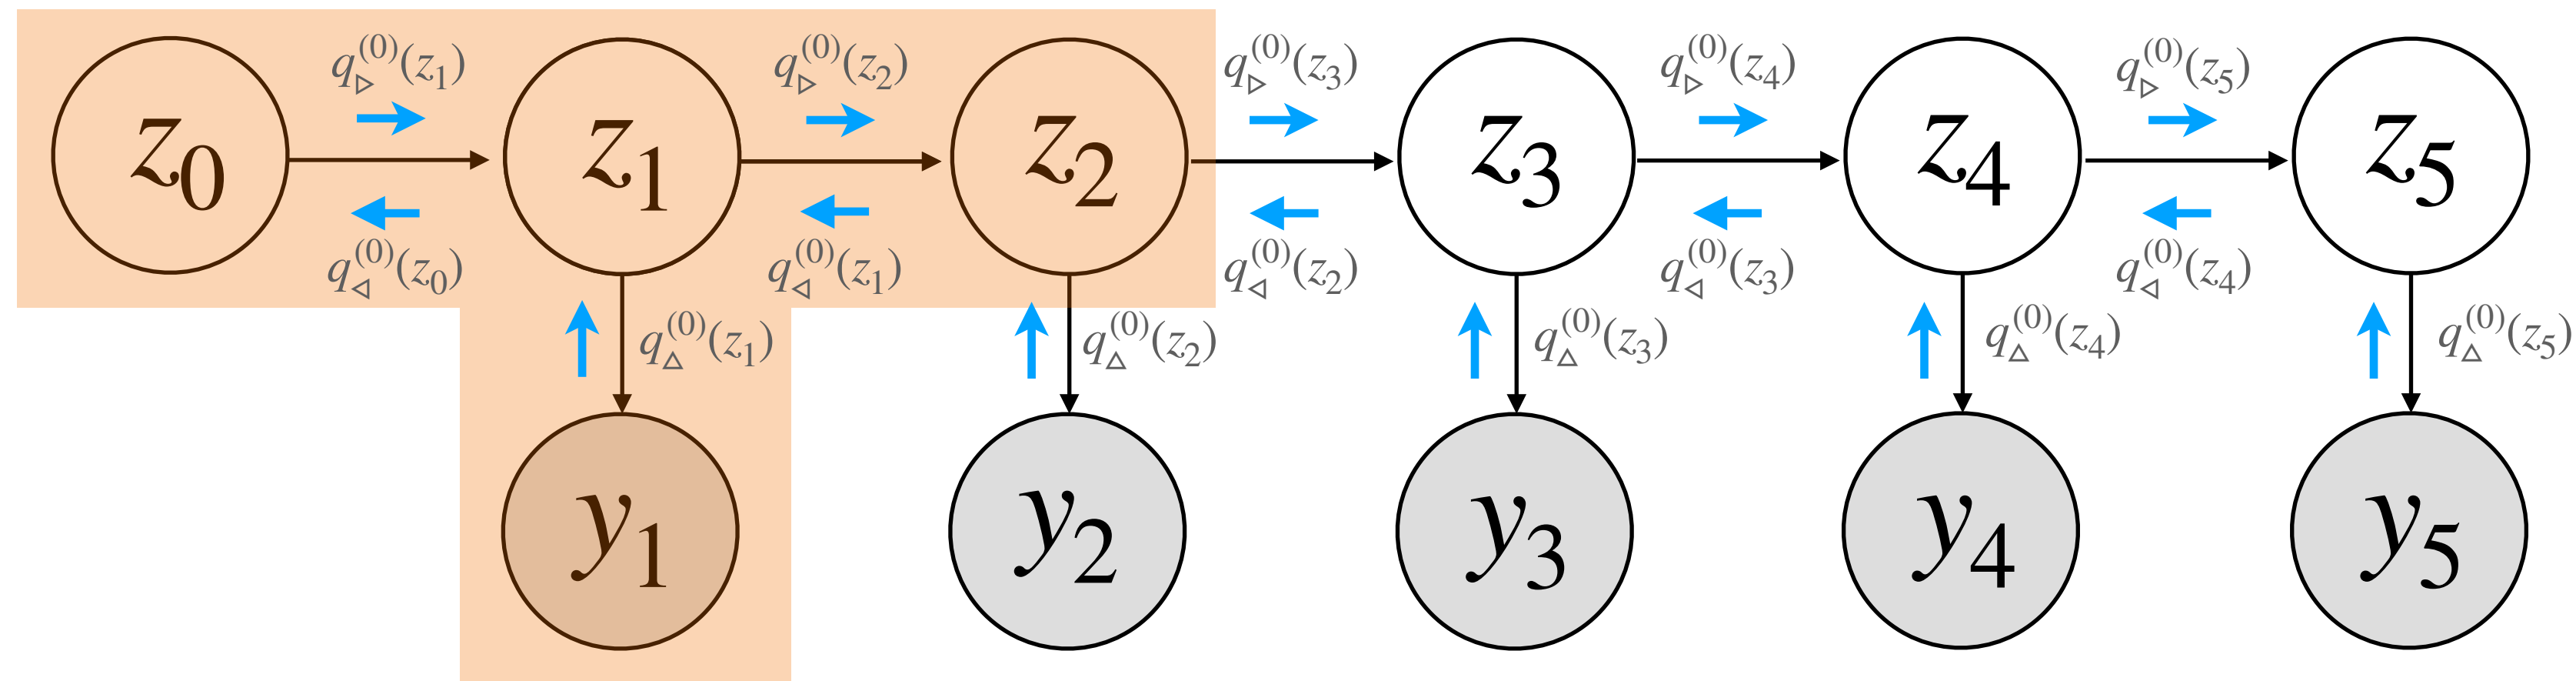 q▷^(0)(z₁) q▷^(0)(z₂) q▷^(0)(z₃) q▷^(0)(z₄) q▷^(0)(z₅)
z₀ z₁ z₂ z₃ z₄ z₅
q◁^(0)(z₀) q◁^(0)(z₁) q◁^(0)(z₂) q◁^(0)(z₃) q◁^(0)(z₄)
q△^(0)(z₁) q△^(0)(z₂) q△^(0)(z₃) q△^(0)(z₄) q△^(0)(z₅)
y₁ y₂ y₃ y₄ y₅